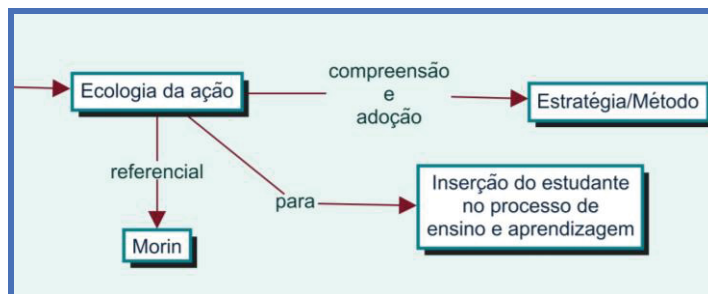 compreensão
e
adoção
Ecologia da ação
Estratégia/Método
referencial
para
Inserção do estudante
no processo de
ensino e aprendizagem
Morin